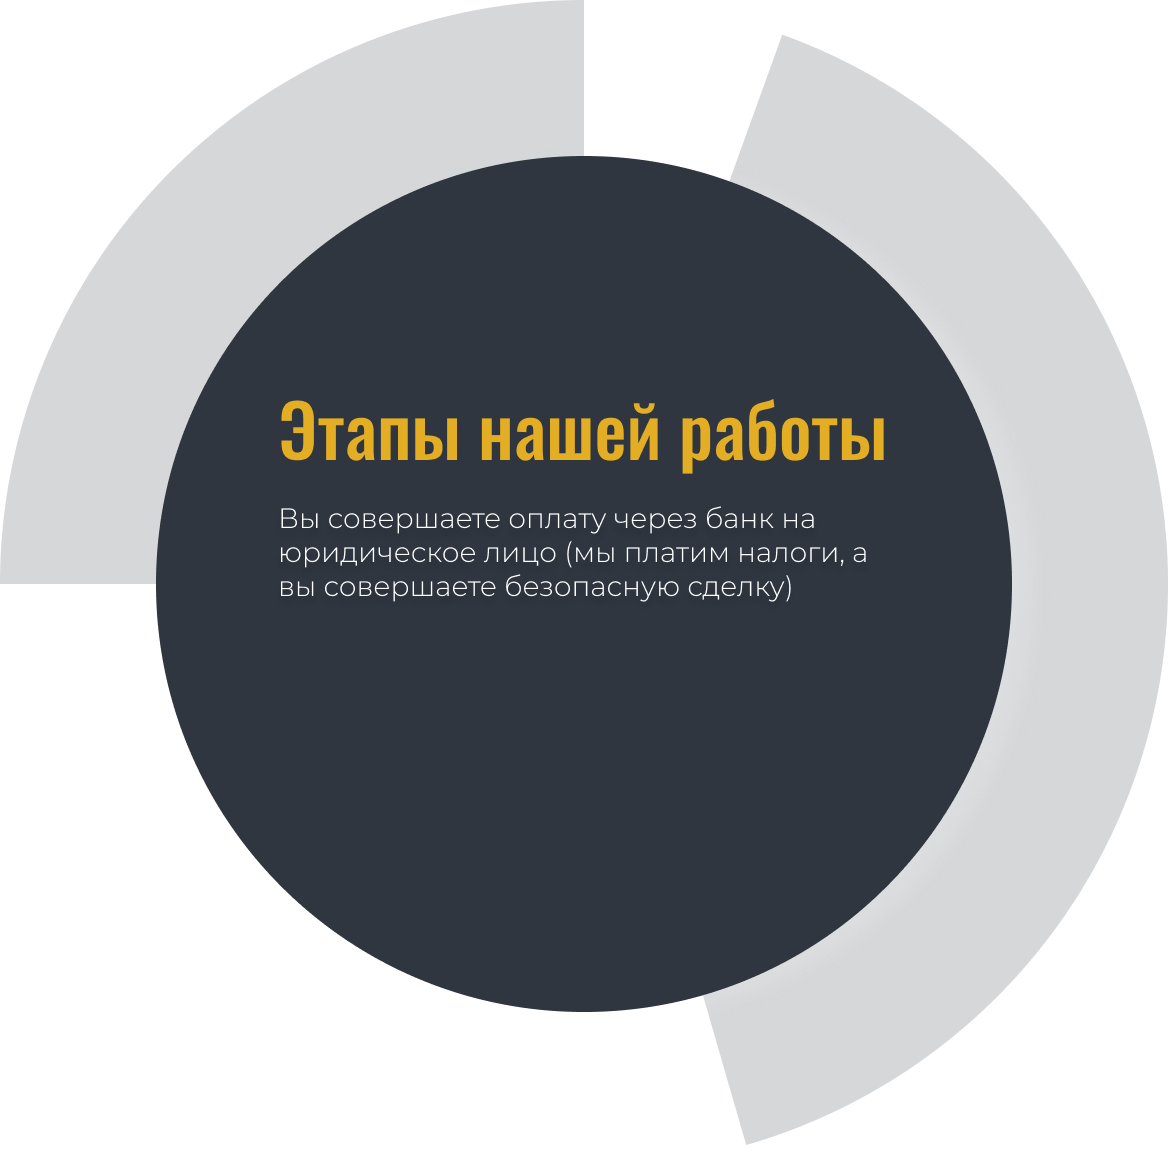 Этапы нашей работы
Вы совершаете оплату через банк на
юридическое лицо (мы платим налоги, а
вы совершаете безопасную сделку)